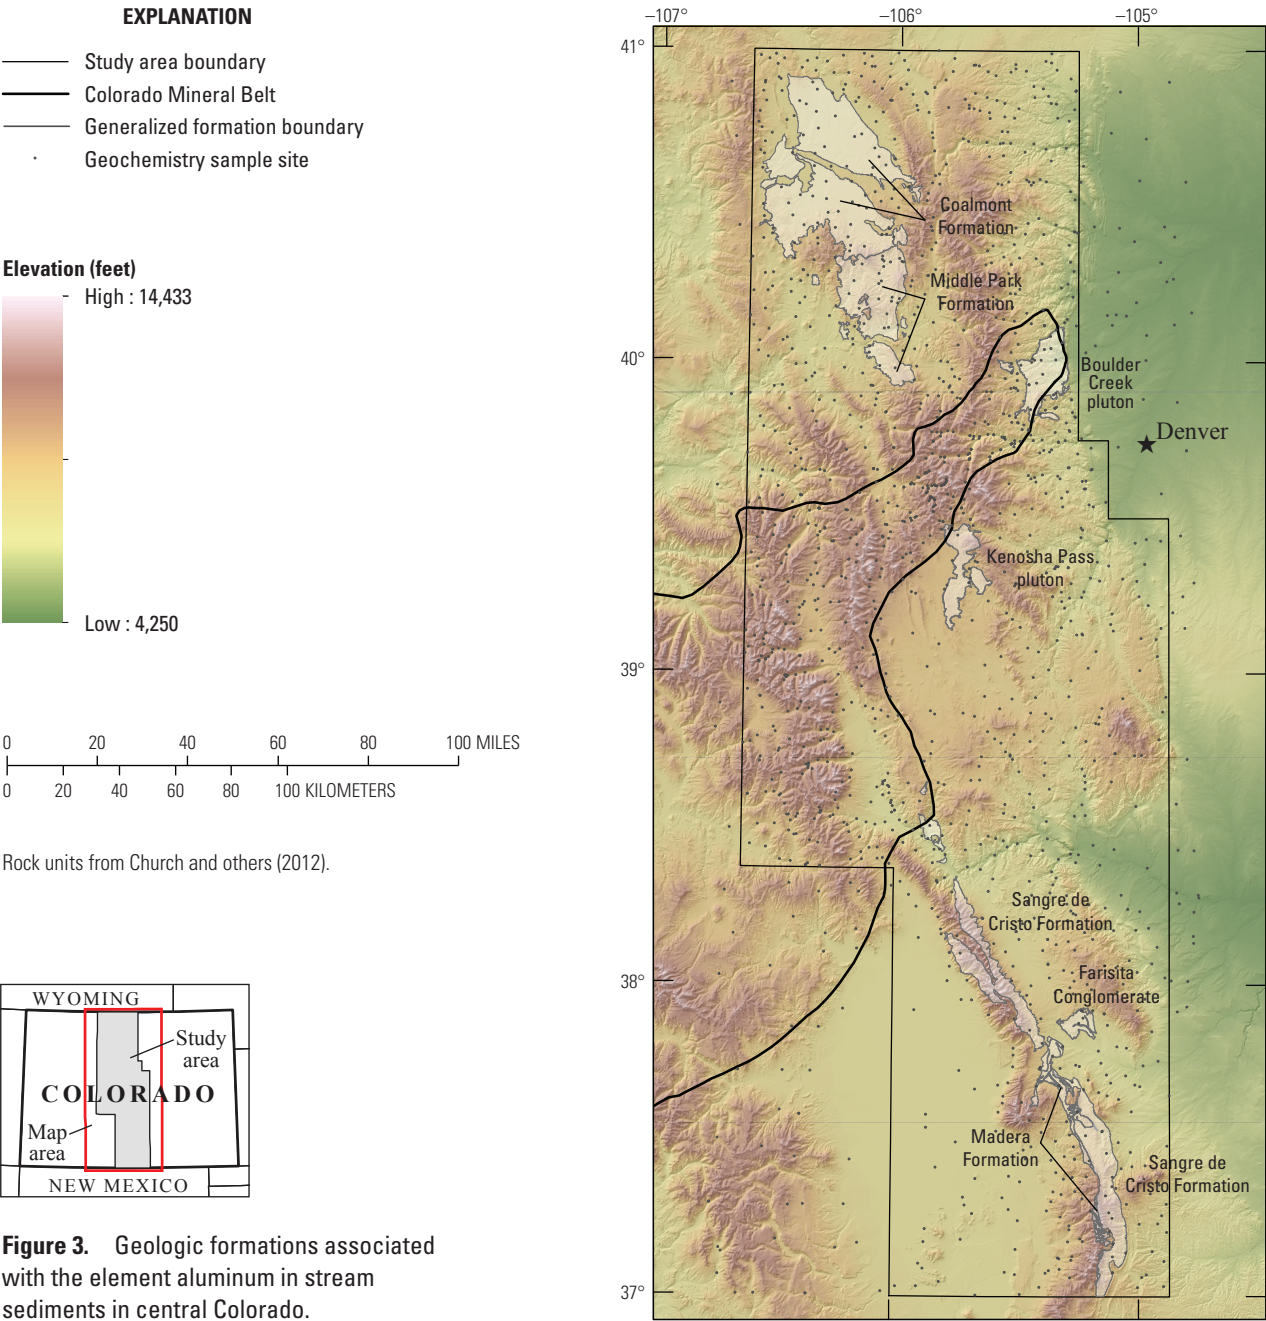 EXPLANATION
Study area boundary
Colorado Mineral Belt
Generalized formation boundary
Geochemistry sample site
Elevation (feet)
High : 14,433
Low : 4,250
0 20 40 60 80 100 MILES
0 20 40 60 80 100 KILOMETERS
Rock units from Church and others (2012).
WYOMING
Study
area
COLORADO
Map
area
NEW MEXICO
Figure 3. Geologic formations associated
with the element aluminum in stream
sediments in central Colorado.
–107° –106° –105°
41°
Coalmont
Formation
Middle Park
Formation
40°
Boulder
Creek
pluton
Denver
Kenosha Pass
pluton
39°
Sangre de
Cristo Formation
38°
Farisita
Conglomerate
Madera
Formation
Sangre de
Cristo Formation
37°